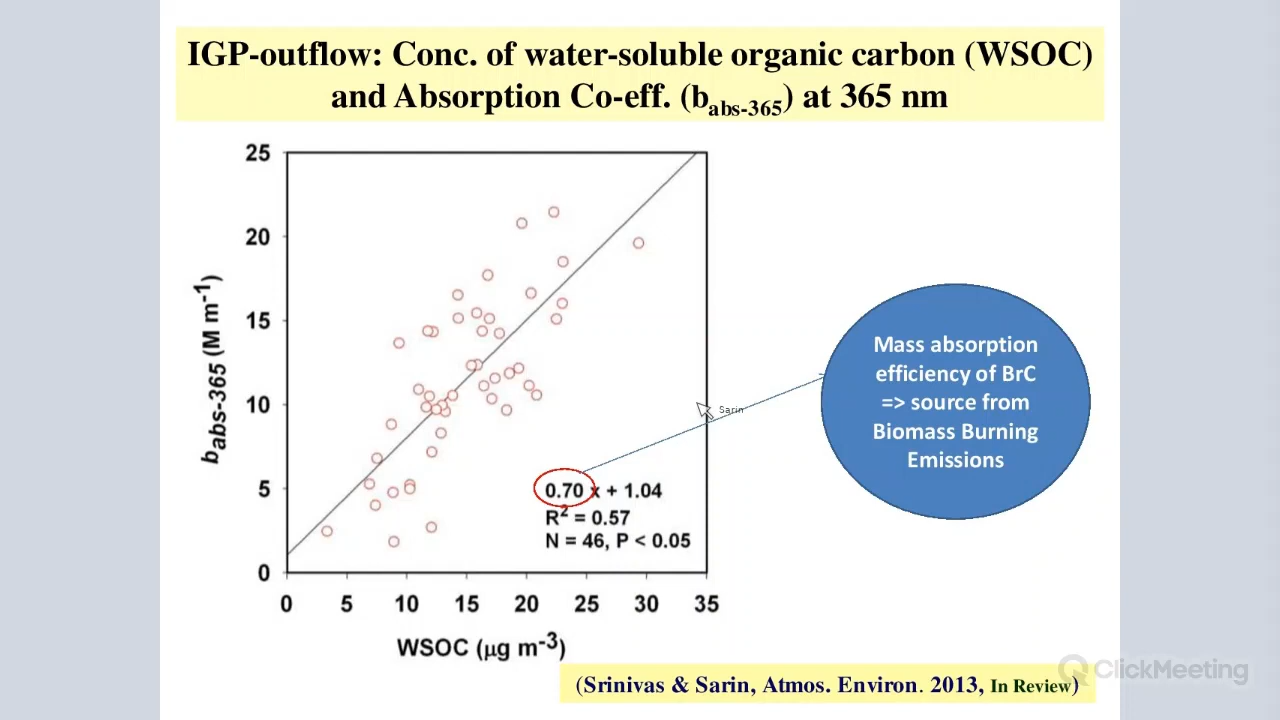 IGP-outflow: Conc. of water-soluble organic carbon (WSOC)
and Absorption Co-eff. (babs-365) at 365 nm
25
20
15
10
5
0
babs-365 (M m-1)
0 5 10 15 20 25 30 35
WSOC (μg m-3)
0.70 x + 1.04
R2 = 0.57
N = 46, P < 0.05
Sarin
Mass absorption
efficiency of BrC
=> source from
Biomass Burning
Emissions
(Srinivas & Sarin, Atmos. Environ. 2013, In Review)
ClickMeeting